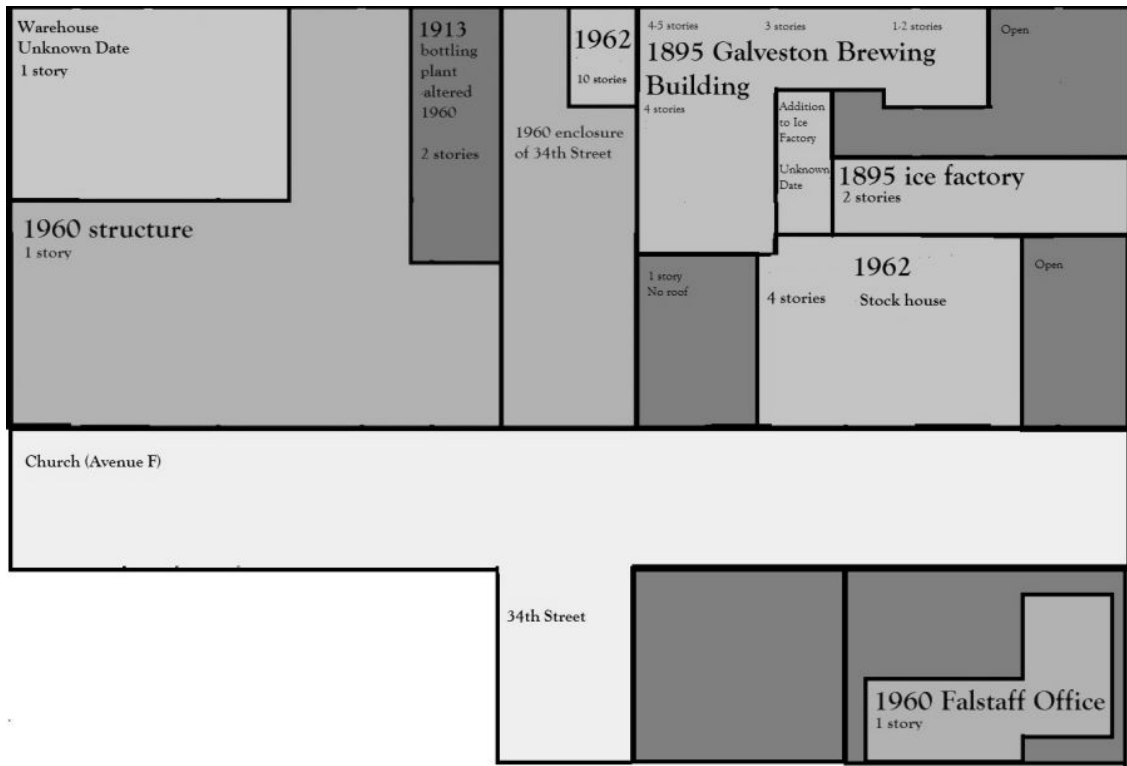 Warehouse
Unknown Date
1 story
1913
bottling
plant
altered
1960
2 stories
1962
10 stories
1960 enclosure
of 34th Street
4-5 stories
3 stories
1-2 stories
1895 Galveston Brewing
Building
4 stories
Open
Addition
to Ice
Factory
Unknown
Date
1895 ice factory
2 stories
1960 structure
1 story
1 story
No roof
1962
4 stories
Stock house
Open
Church (Avenue F)
34th Street
1960 Falstaff Office
1 story